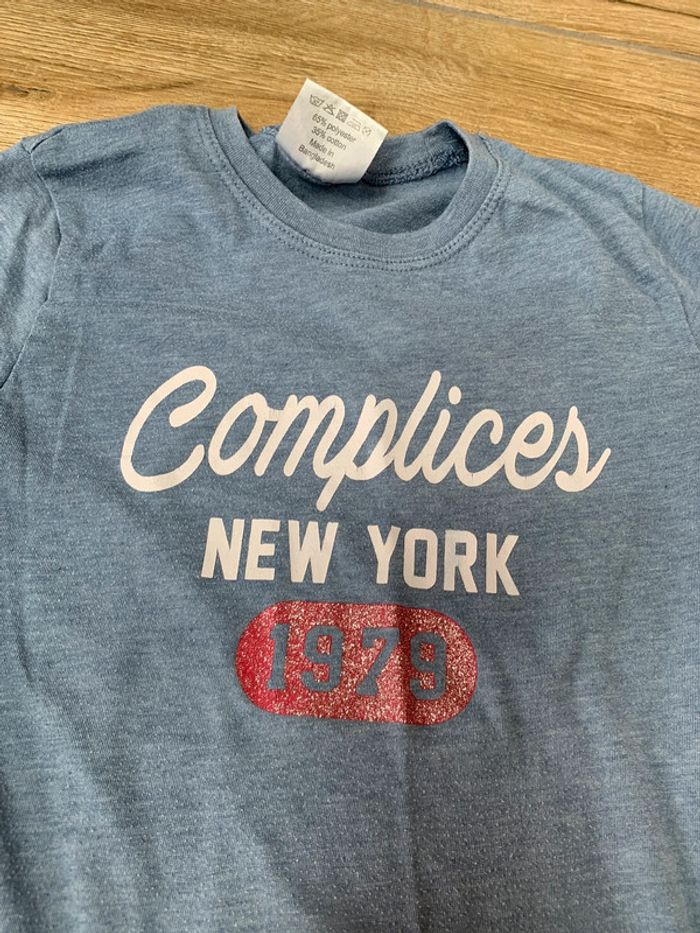 65% polyester
35% cotton
Made in
Bangladesh
Complices
NEW YORK
1979